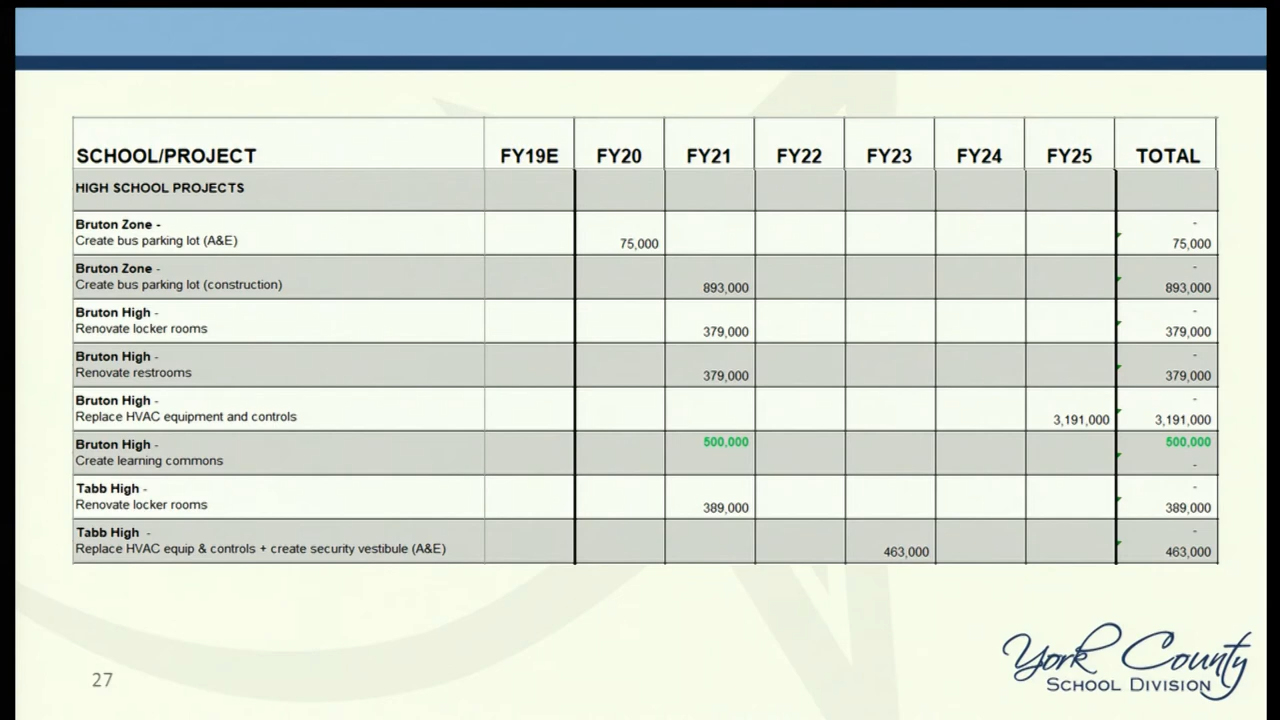 SCHOOL/PROJECT FY19E FY20 FY21 FY22 FY23 FY24 FY25 TOTAL
HIGH SCHOOL PROJECTS
Bruton Zone - -
Create bus parking lot (A&E) 75,000 75,000
Bruton Zone - -
Create bus parking lot (construction) 893,000 893,000
Bruton High - -
Renovate locker rooms 379,000 379,000
Bruton High - -
Renovate restrooms 379,000 379,000
Bruton High - -
Replace HVAC equipment and controls 3,191,000 3,191,000
Bruton High - 500,000 500,000
Create learning commons -
Tabb High - -
Renovate locker rooms 389,000 389,000
Tabb High - -
Replace HVAC equip & controls + create security vestibule (A&E) 463,000 463,000
York County
SCHOOL DIVISION
27